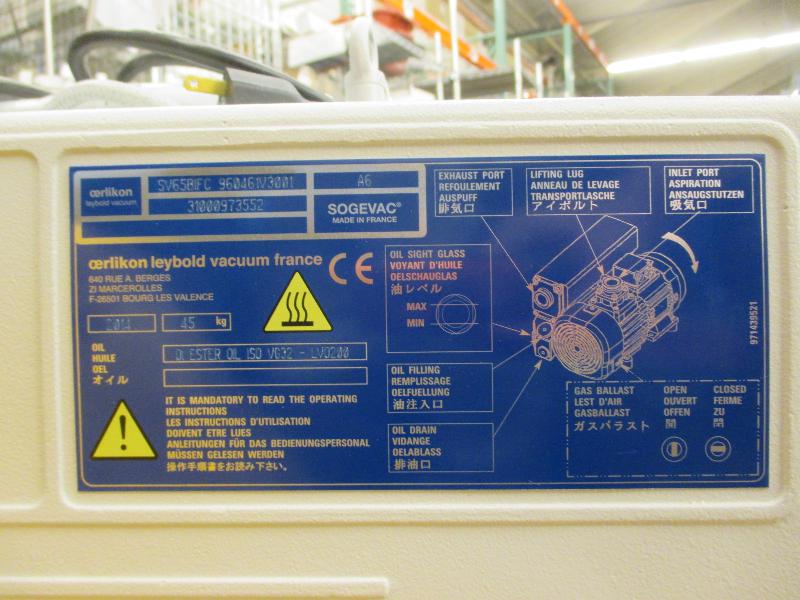 œrlikon
leybold vacuum
SV65BIFC 960461V3001
A6
31000973552
SOGEVAC®
MADE IN FRANCE
œrlikon leybold vacuum france
CE
640 RUE A. BERGES
ZI MARCEROLLES
F-26501 BOURG LES VALENCE
2011
45 kg
OIL
HUILE
OEL
オイル
DI ESTER OIL ISO VG32 - LVO200
IT IS MANDATORY TO READ THE OPERATING
INSTRUCTIONS
LES INSTRUCTIONS D'UTILISATION
DOIVENT ETRE LUES
ANLEITUNGEN FÜR DAS BEDIENUNGSPERSONAL
MÜSSEN GELESEN WERDEN
操作手順書をお読み下さい。
EXHAUST PORT
REFOULEMENT
AUSPUFF
排気口
LIFTING LUG
ANNEAU DE LEVAGE
TRANSPORTLASCHE
アイボルト
INLET PORT
ASPIRATION
ANSAUGSTUTZEN
吸気口
OIL SIGHT GLASS
VOYANT D'HUILE
OELSCHAUGLAS
油レベル
MAX
MIN
OIL FILLING
REMPLISSAGE
OELFUELLUNG
油注入口
OIL DRAIN
VIDANGE
OELABLASS
排油口
GAS BALLAST
LEST D'AIR
GASBALLAST
ガスバラスト
OPEN
OUVERT
OFFEN
開
CLOSED
FERME
ZU
閉
971439521